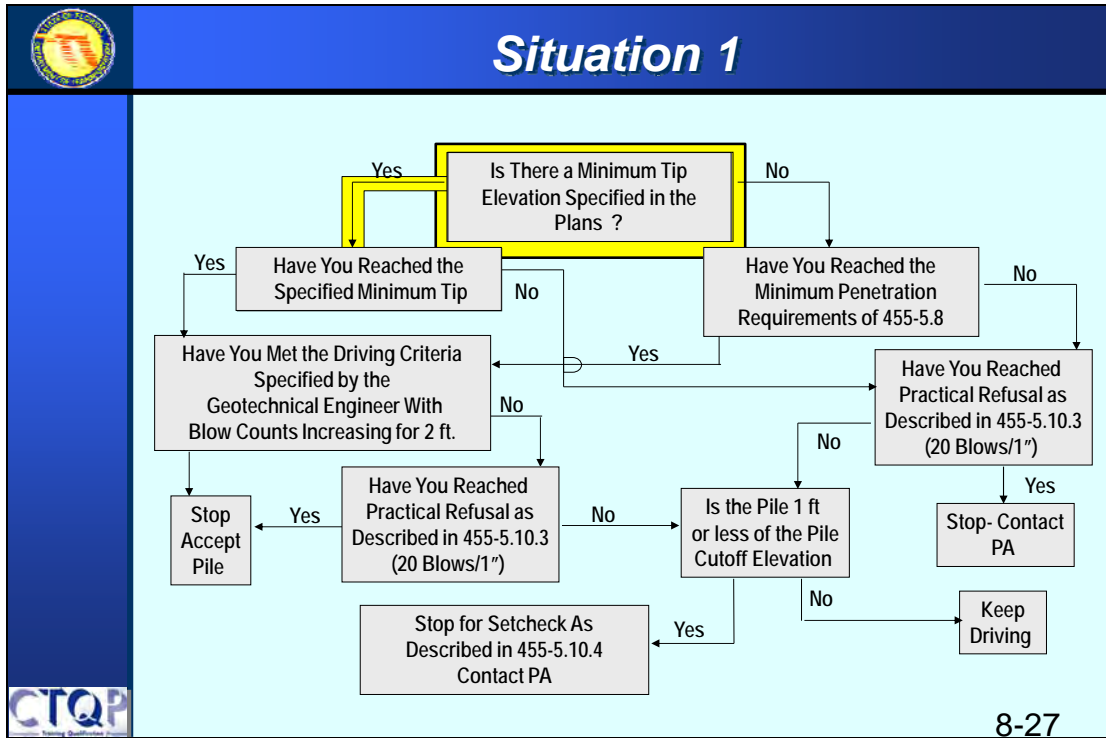 Situation 1
Is There a Minimum Tip
Elevation Specified in the
Plans ?
Yes
No
Have You Reached the
Specified Minimum Tip
Yes
No
Have You Reached the
Minimum Penetration
Requirements of 455-5.8
No
Yes
Have You Met the Driving Criteria
Specified by the
Geotechnical Engineer With
Blow Counts Increasing for 2 ft.
No
Have You Reached
Practical Refusal as
Described in 455-5.10.3
(20 Blows/1")
No
Yes
Stop
Accept
Pile
Yes
Have You Reached
Practical Refusal as
Described in 455-5.10.3
(20 Blows/1")
No
Is the Pile 1 ft
or less of the Pile
Cutoff Elevation
Stop- Contact
PA
No
Keep
Driving
Yes
Stop for Setcheck As
Described in 455-5.10.4
Contact PA
CTQP
Training Qualification
8-27